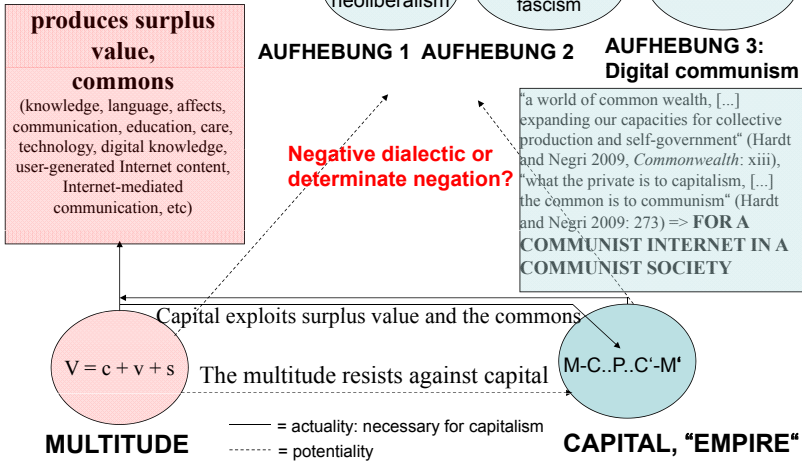 neoliberalism
fascism
produces surplus
value,
commons
(knowledge, language, affects,
communication, education, care,
technology, digital knowledge,
user-generated Internet content,
Internet-mediated
communication, etc)
AUFHEBUNG 1
AUFHEBUNG 2
AUFHEBUNG 3:
Digital communism
Negative dialectic or
determinate negation?
“a world of common wealth, [...]
expanding our capacities for collective
production and self-government“ (Hardt
and Negri 2009, Commonwealth: xiii),
“what the private is to capitalism, [...]
the common is to communism“ (Hardt
and Negri 2009: 273) => FOR A
COMMUNIST INTERNET IN A
COMMUNIST SOCIETY
Capital exploits surplus value and the commons
V = c + v + s
The multitude resists against capital
M-C..P..C‘-M‘
= actuality: necessary for capitalism
= potentiality
MULTITUDE
CAPITAL, “EMPIRE“